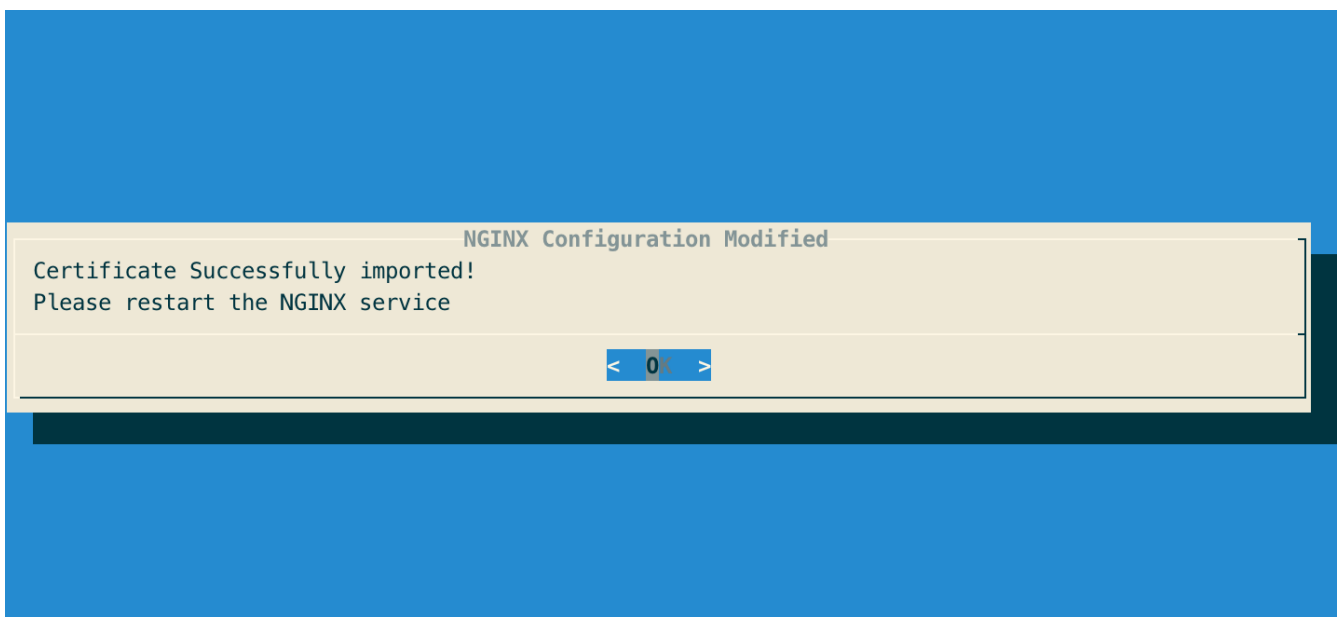 NGINX Configuration Modified
Certificate Successfully imported!
Please restart the NGINX service
< OK >